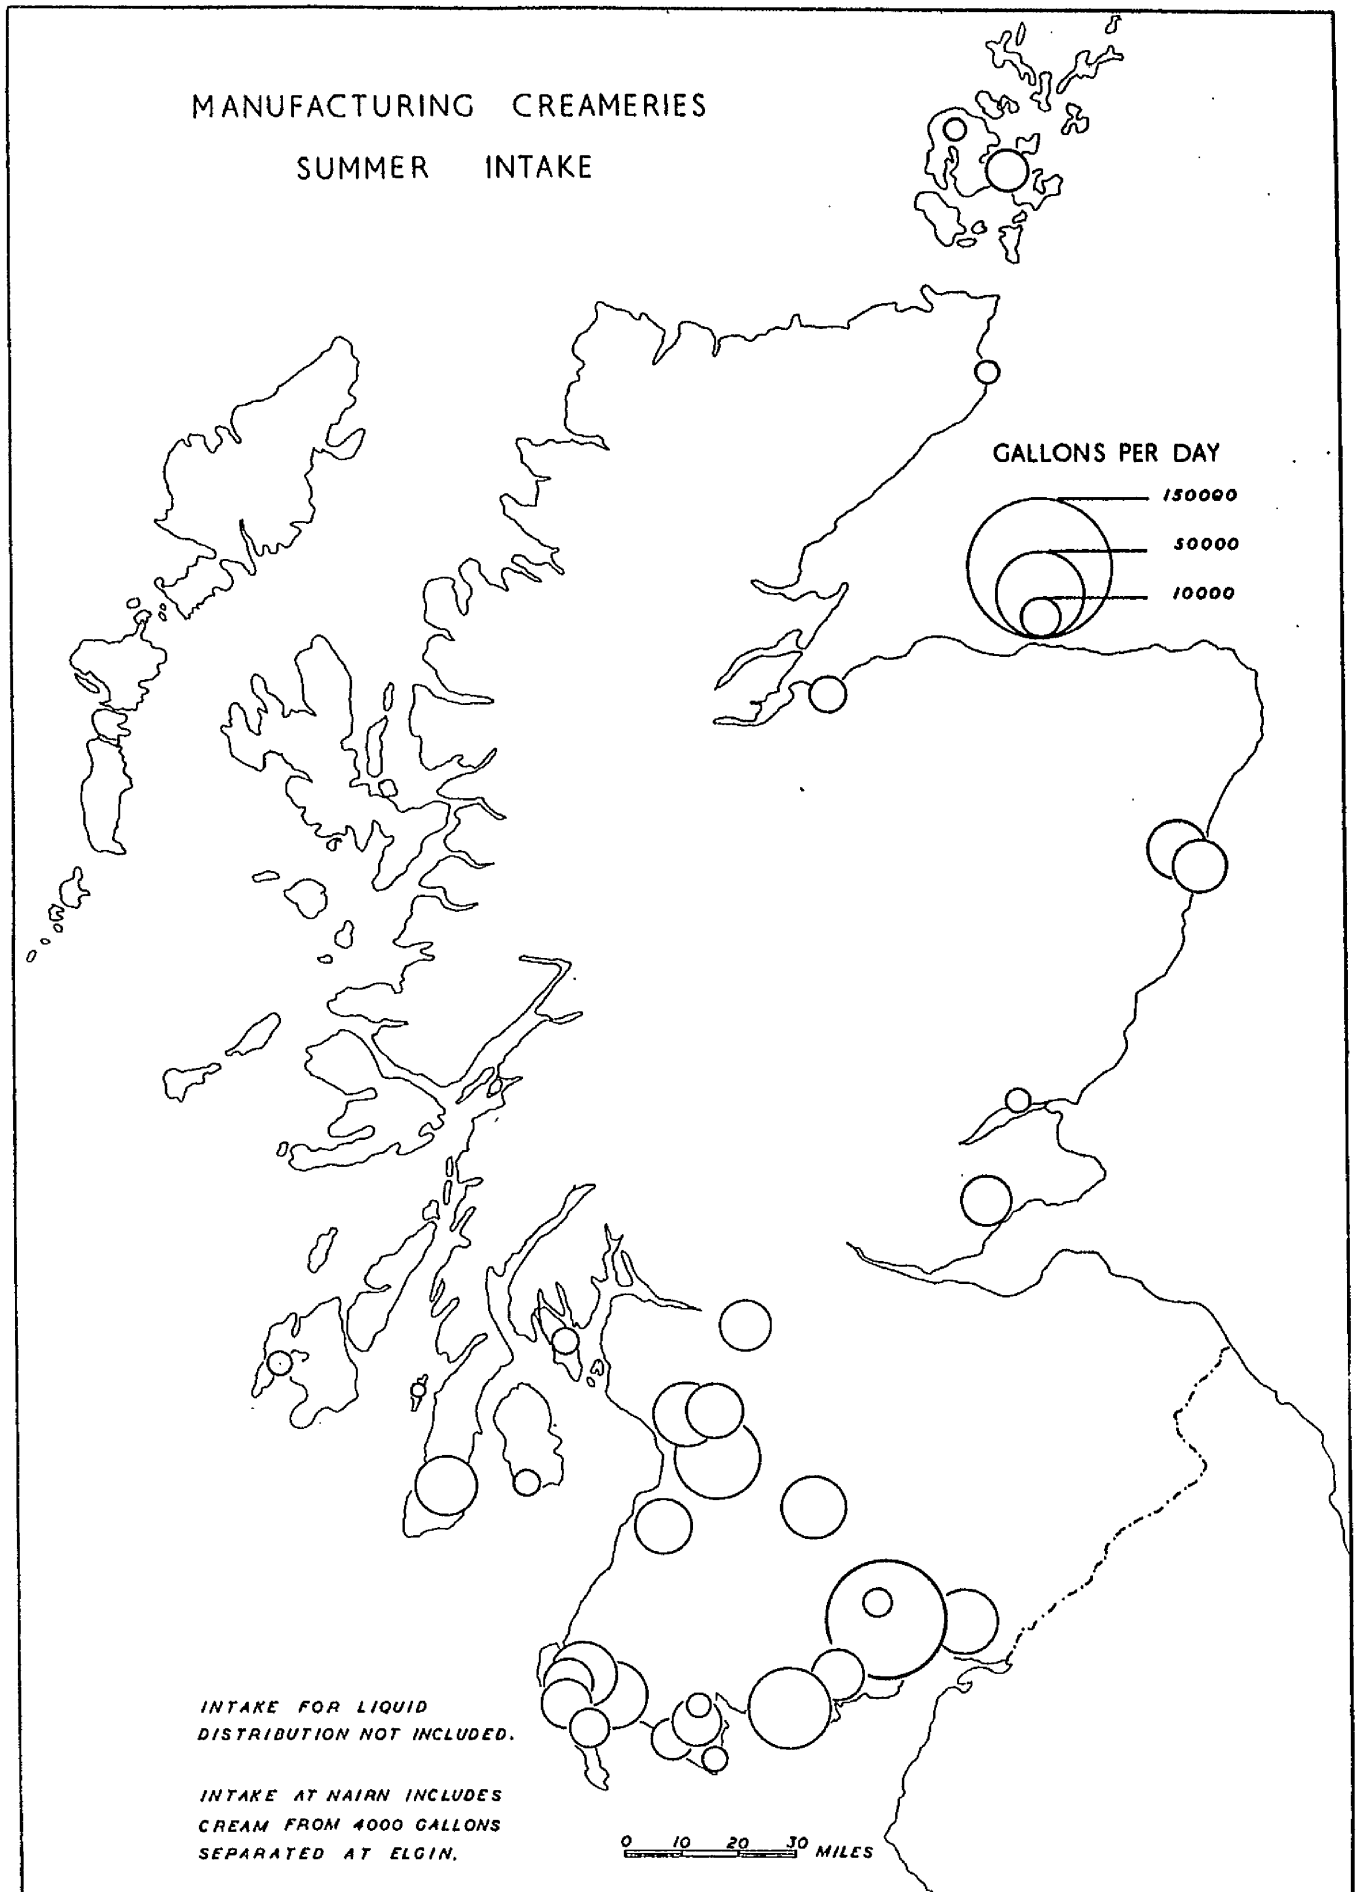 MANUFACTURING CREAMERIES
SUMMER INTAKE
GALLONS PER DAY
150000
50000
10000
INTAKE FOR LIQUID
DISTRIBUTION NOT INCLUDED.
INTAKE AT NAIRN INCLUDES
CREAM FROM 4000 GALLONS
SEPARATED AT ELGIN.
0 10 20 30 MILES